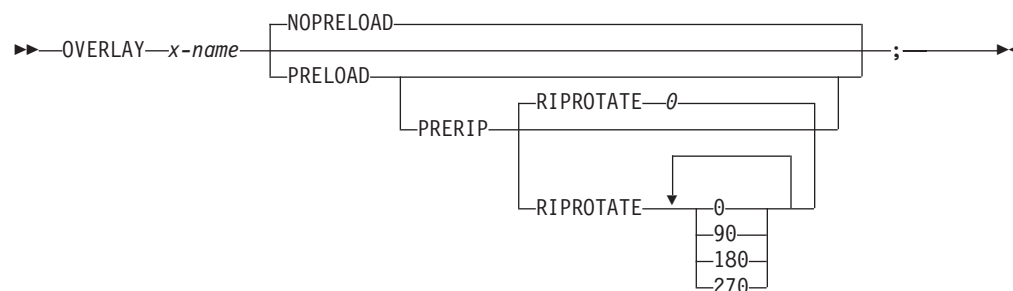 NOPRELOAD
OVERLAY x-name ;
PRELOAD
RIPROTATE 0
PRERIP
RIPROTATE 0
90
180
270